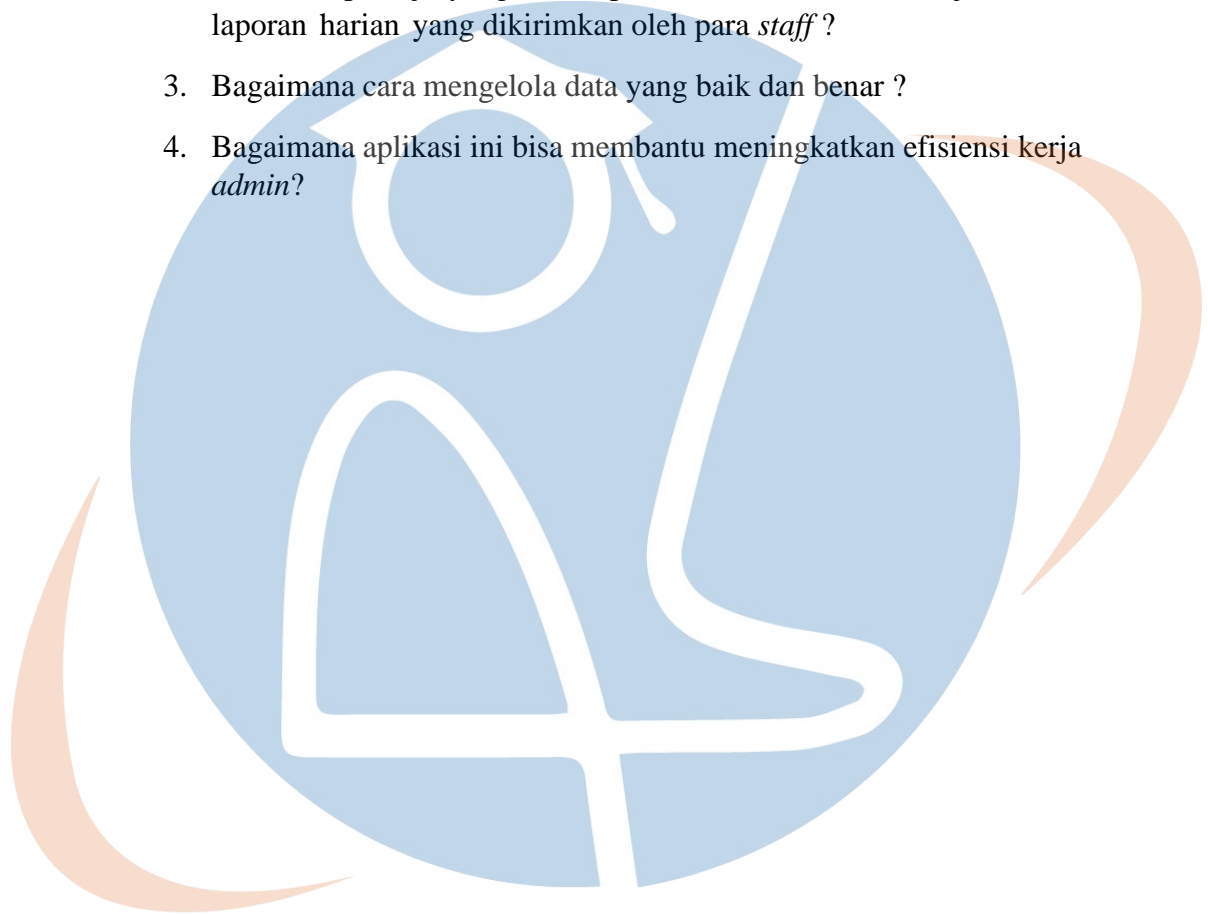 laporan harian yang dikirimkan oleh para staff ?
3. Bagaimana cara mengelola data yang baik dan benar ?
4. Bagaimana aplikasi ini bisa membantu meningkatkan efisiensi kerja
admin?